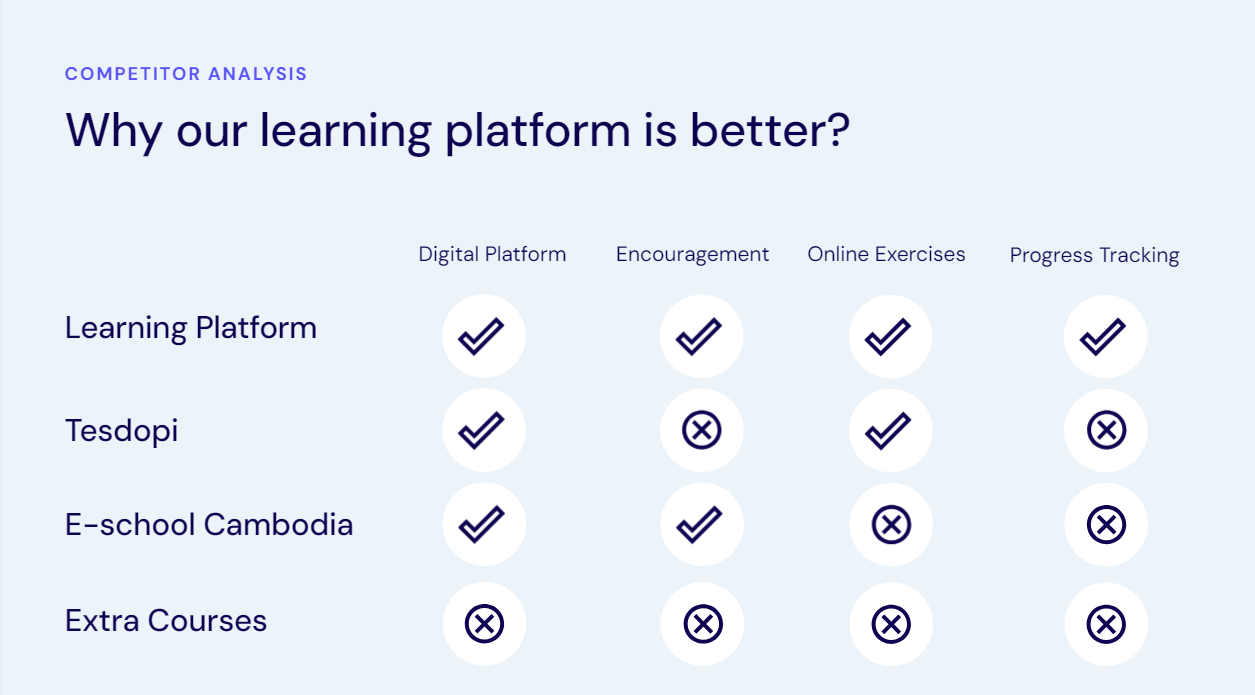 COMPETITOR ANALYSIS
Why our learning platform is better?
Digital Platform Encouragement Online Exercises Progress Tracking
Learning Platform
Tesdopi
E-school Cambodia
Extra Courses